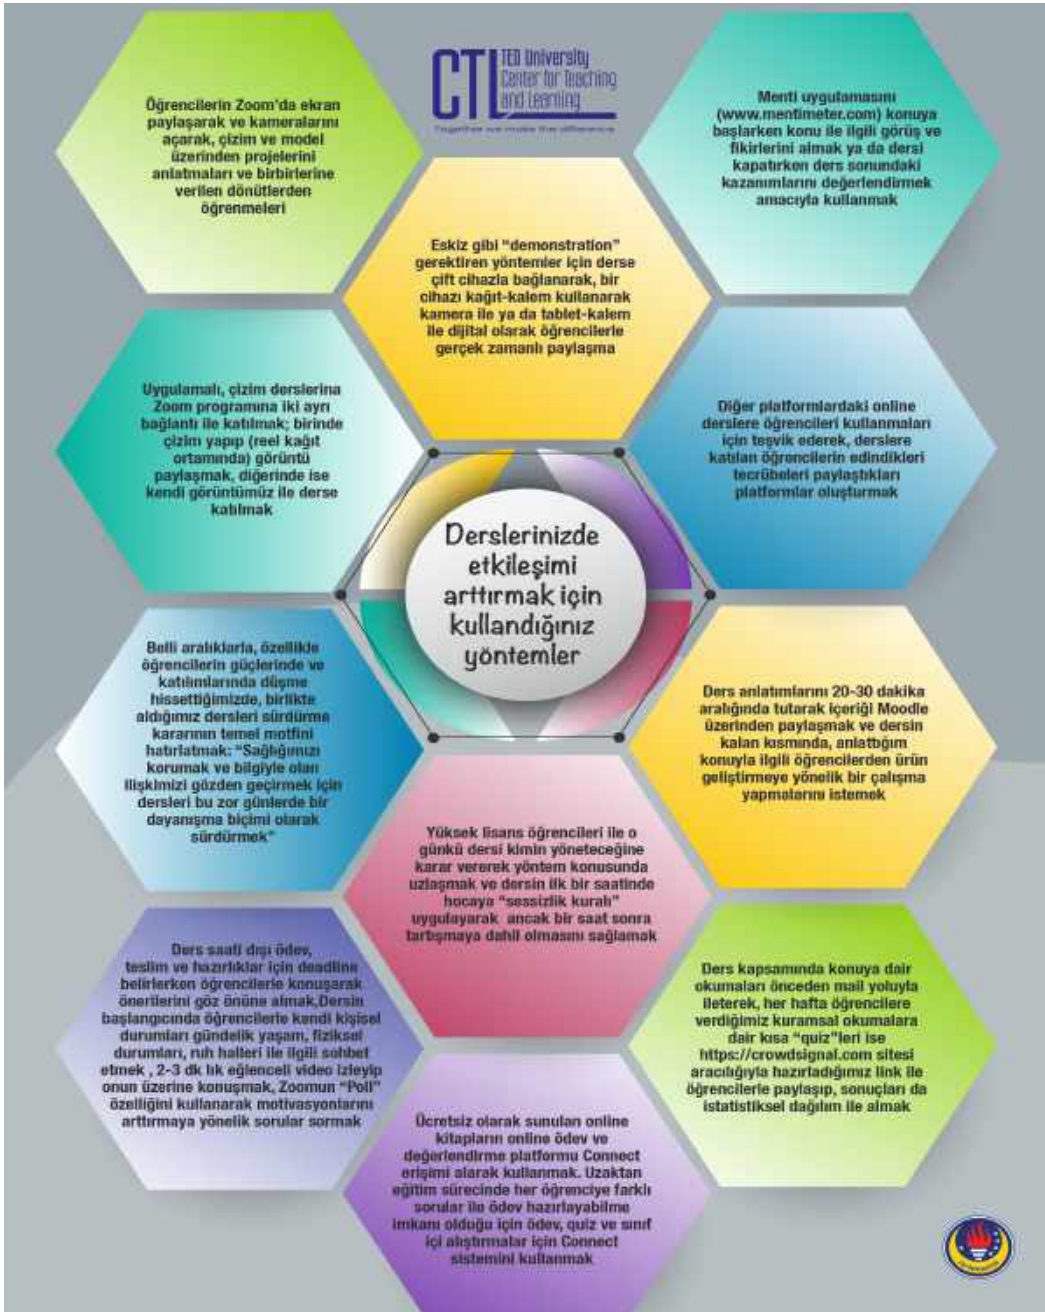 CTL
TED University
Center for Teaching
and Learning
Together we make the difference
Öğrencilerin Zoom'da ekran
paylaşarak ve kameralarını
açarak, çizim ve model
üzerinden projelerini
anlatmaları ve birbirlerine
verilen dönütlerden
öğrenmeleri
Menti uygulamasını
(www.mentimeter.com) konuya
başlarken konu ile ilgili görüş ve
fikirlerini almak ya da dersi
kapatırken ders sonundaki
kazanımlarını değerlendirmek
amacıyla kullanmak
Eskiz gibi "demonstration"
gerektiren yöntemler için derse
çift cihazla bağlanarak, bir
cihazı kağıt-kalem kullanarak
kamera ile ya da tablet-kalem
ile dijital olarak öğrencilerle
gerçek zamanlı paylaşma
Uygulamalı, çizim derslerina
Zoom programına iki ayrı
bağlantı ile katılmak; birinde
çizim yapıp (reel kağıt
ortamında) görüntü
paylaşmak, diğerinde ise
kendi görüntümüz ile derse
katılmak
Diğer platformlardaki online
derslere öğrencileri kullanmaları
için teşvik ederek, derslere
katılan öğrencilerin edindikleri
tecrübeleri paylaştıkları
platformlar oluşturmak
Derslerinizde
etkileşimi
arttırmak için
kullandığınız
yöntemler
Belli aralıklarla, özellikle
öğrencilerin güçlerinde ve
katılımlarında düşme
hissettiğimizde, birlikte
aldığımız dersleri sürdürme
kararının temel motfini
hatırlatmak: "Sağlığımızı
korumak ve bilgiyle olan
ilişkimizi gözden geçirmek için
dersleri bu zor günlerde bir
dayanışma biçimi olarak
sürdürmek"
Ders anlatımlarını 20-30 dakika
aralığında tutarak içeriği Moodle
üzerinden paylaşmak ve dersin
kalan kısmında, anlattığım
konuyla ilgili öğrencilerden ürün
geliştirmeye yönelik bir çalışma
yapmalarını istemek
Yüksek lisans öğrencileri ile o
günkü dersi kimin yöneteceğine
karar vererek yöntem konusunda
uzlaşmak ve dersin ilk bir saatinde
hocaya "sessizlik kuralı"
uygulayarak ancak bir saat sonra
tartışmaya dahil olmasını sağlamak
Ders saati dışı ödev,
teslim ve hazırlıklar için deadline
belirlerken öğrencilerle konuşarak
önerilerini göz önüne almak,Dersin
başlangıcında öğrencilerle kendi kişisel
durumları gündelik yaşam, fiziksel
durumları, ruh halleri ile ilgili sohbet
etmek , 2-3 dk lık eğlenceli video izleyip
onun üzerine konuşmak, Zoomun "Poll"
özelliğini kullanarak motivasyonlarını
arttırmaya yönelik sorular sormak
Ders kapsamında konuya dair
okumaları önceden mail yoluyla
ileterek, her hafta öğrencilere
verdiğimiz kuramsal okumalara
dair kısa "quiz"leri ise
https://crowdsignal.com sitesi
aracılığıyla hazırladığımız link ile
öğrencilerle paylaşıp, sonuçları da
istatistiksel dağılım ile almak
Ücretsiz olarak sunulan online
kitapların online ödev ve
değerlendirme platformu Connect
erişimi alarak kullanmak. Uzaktan
eğitim sürecinde her öğrenciye farklı
sorular ile ödev hazırlayabilme
imkanı olduğu için ödev, quiz ve sınıf
içi alıştırmalar için Connect
sistemini kullanmak